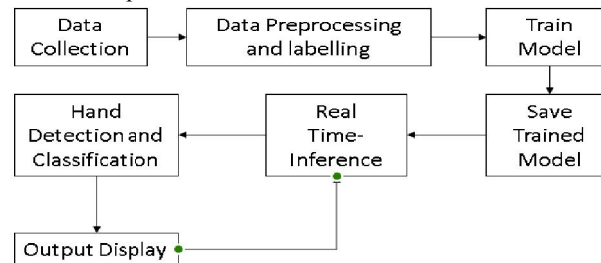 Data
Collection
Data Preprocessing
and labelling
Train
Model
Save
Trained
Model
Real
Time-
Inference
Hand
Detection and
Classification
Output Display